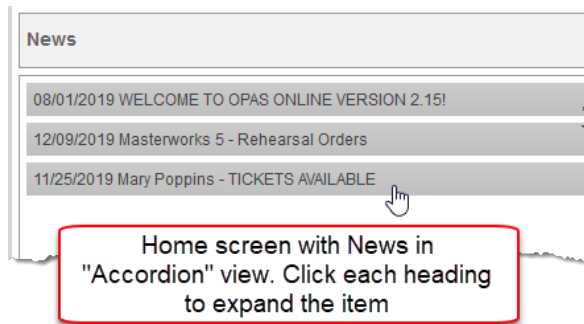 News
08/01/2019 WELCOME TO OPAS ONLINE VERSION 2.15!
12/09/2019 Masterworks 5 - Rehearsal Orders
11/25/2019 Mary Poppins - TICKETS AVAILABLE
Home screen with News in
"Accordion" view. Click each heading
to expand the item